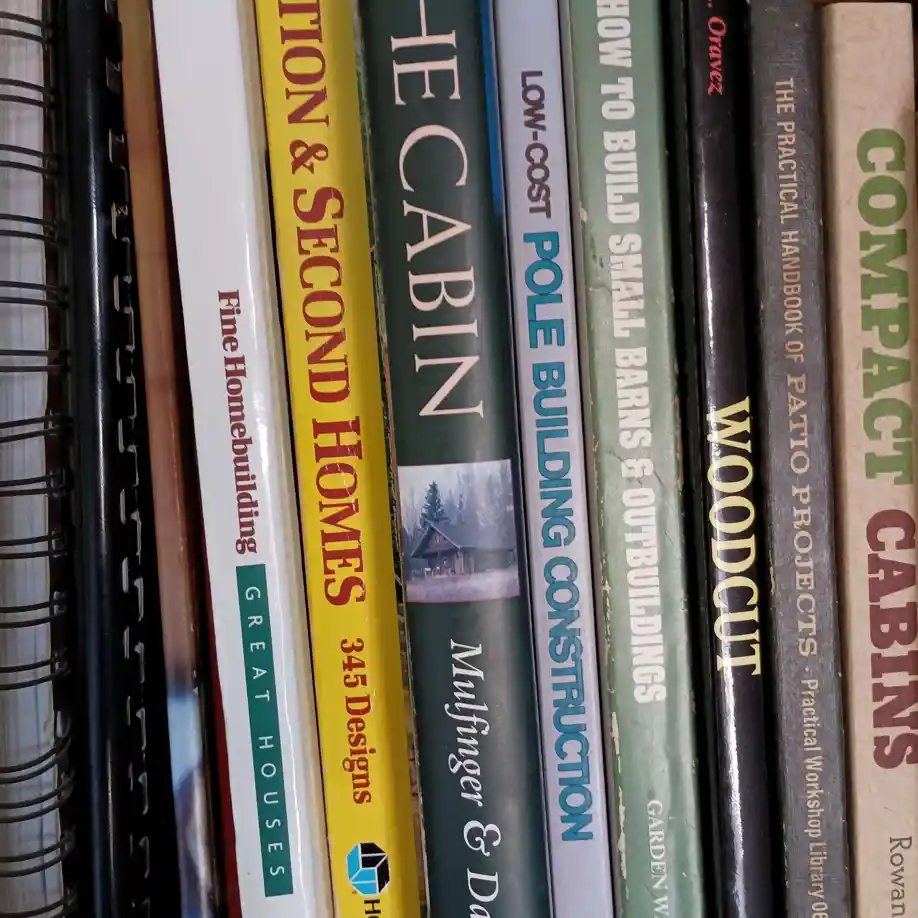 Fine Homebuilding
GREAT HOUSES
TION & SECOND HOMES
345 Designs
HE CABIN
Mulfinger & Da
LOW-COST POLE BUILDING CONSTRUCTION
HOW TO BUILD SMALL BARNS & OUTBUILDINGS
GARDEN W
Oravez
WOODCUT
THE PRACTICAL HANDBOOK OF PATIO PROJECTS · Practical Workshop Library O
COMPACT CABINS
Rowan